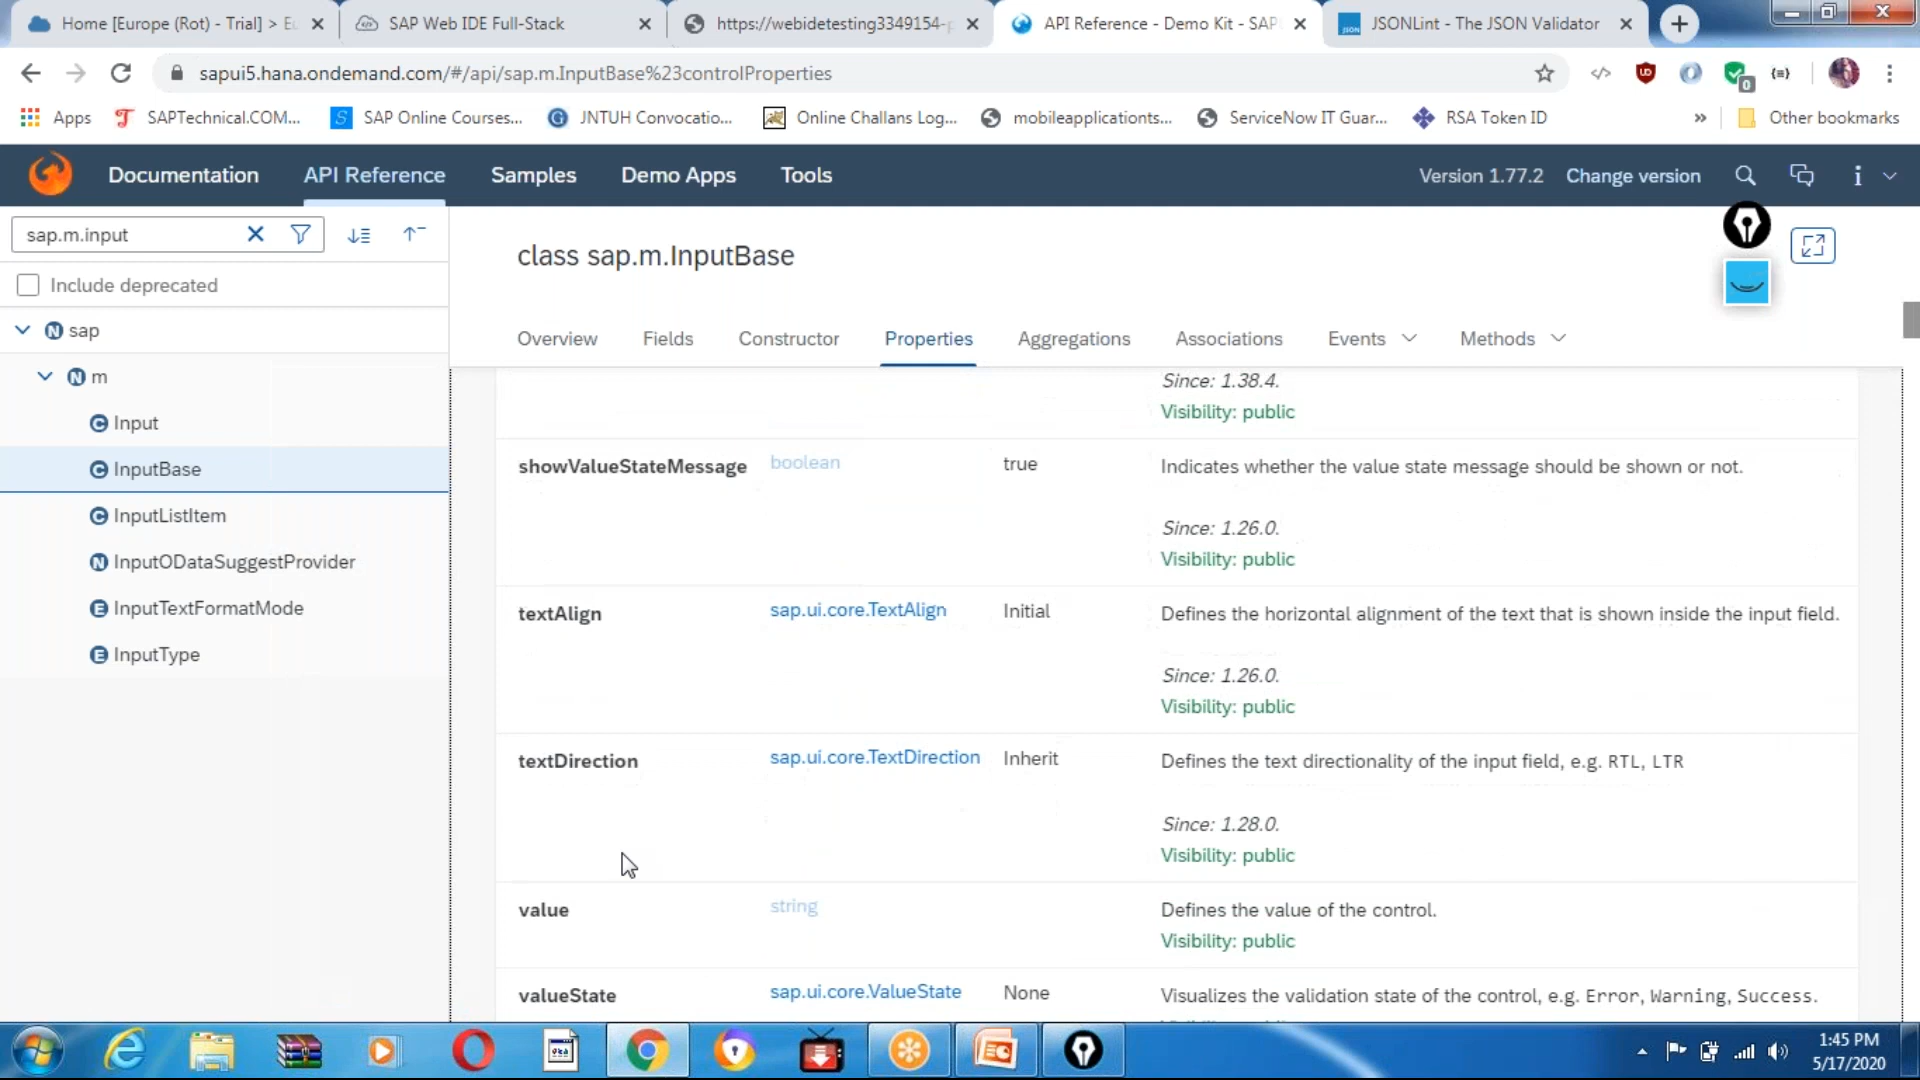 Home [Europe (Rot) - Trial] > Eu
SAP Web IDE Full-Stack
https://webidetesting3349154-p
API Reference - Demo Kit - SAP
JSONLint - The JSON Validator
sapui5.hana.ondemand.com/#/api/sap.m.InputBase%23controlProperties
Apps
SAPTechnical.COM...
SAP Online Courses...
JNTUH Convocatio...
Online Challans Log...
mobileapplicationts...
ServiceNow IT Guar...
RSA Token ID
»
Other bookmarks
Documentation
API Reference
Samples
Demo Apps
Tools
Version 1.77.2
Change version
sap.m.input
Include deprecated
sap
m
Input
InputBase
InputListItem
InputODataSuggestProvider
InputTextFormatMode
InputType
class sap.m.InputBase
Overview
Fields
Constructor
Properties
Aggregations
Associations
Events
Methods
Since: 1.38.4.
Visibility: public
showValueStateMessage boolean true Indicates whether the value state message should be shown or not.
Since: 1.26.0.
Visibility: public
textAlign sap.ui.core.TextAlign Initial Defines the horizontal alignment of the text that is shown inside the input field.
Since: 1.26.0.
Visibility: public
textDirection sap.ui.core.TextDirection Inherit Defines the text directionality of the input field, e.g. RTL, LTR
Since: 1.28.0.
Visibility: public
value string Defines the value of the control.
Visibility: public
valueState sap.ui.core.ValueState None Visualizes the validation state of the control, e.g. Error, Warning, Success.
1:45 PM
5/17/2020